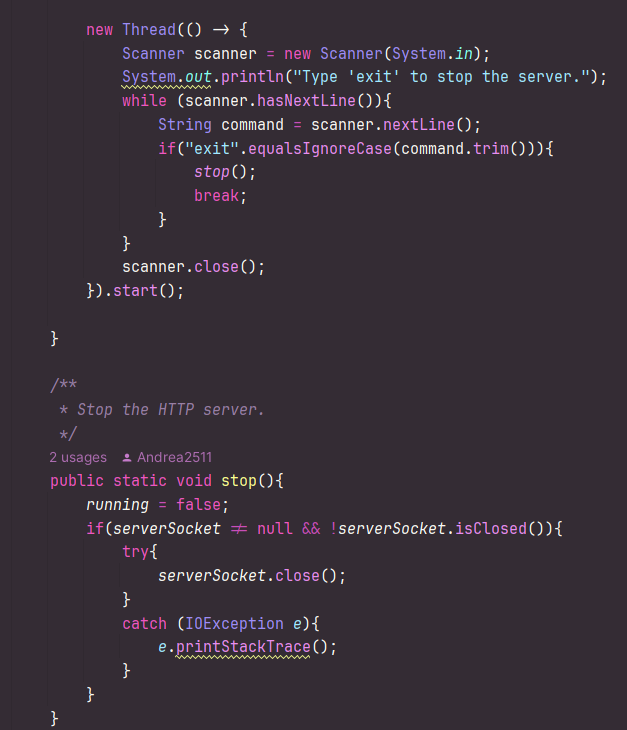 new Thread(() -> {
Scanner scanner = new Scanner(System.in);
System.out.println("Type 'exit' to stop the server.");
while (scanner.hasNextLine()){
String command = scanner.nextLine();
if("exit".equalsIgnoreCase(command.trim())){
stop();
break;
}
}
scanner.close();
}).start();
}
/**
* Stop the HTTP server.
*/
2 usages Andrea2511
public static void stop(){
running = false;
if(serverSocket != null && !serverSocket.isClosed()){
try{
serverSocket.close();
}
catch (IOException e){
e.printStackTrace();
}
}
}